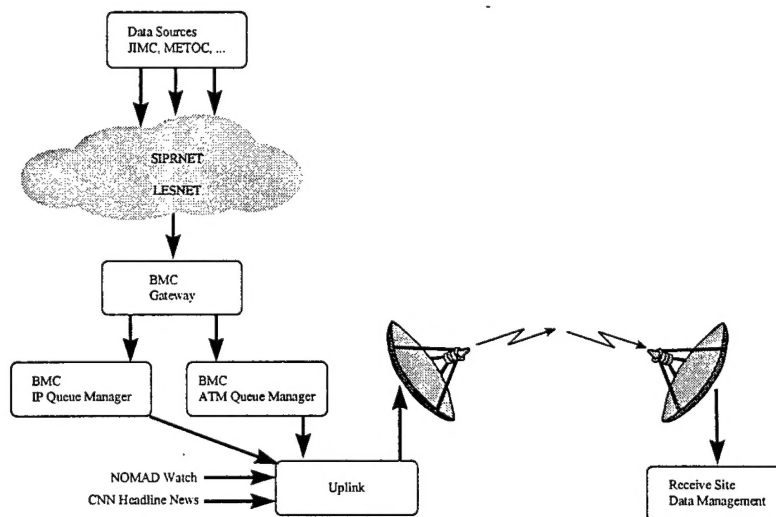 Data Sources
JIMC, METOC, ...
SIPRNET
LESNET
BMC
Gateway
BMC
IP Queue Manager
BMC
ATM Queue Manager
NOMAD Watch
CNN Headline News
Uplink
Receive Site
Data Management